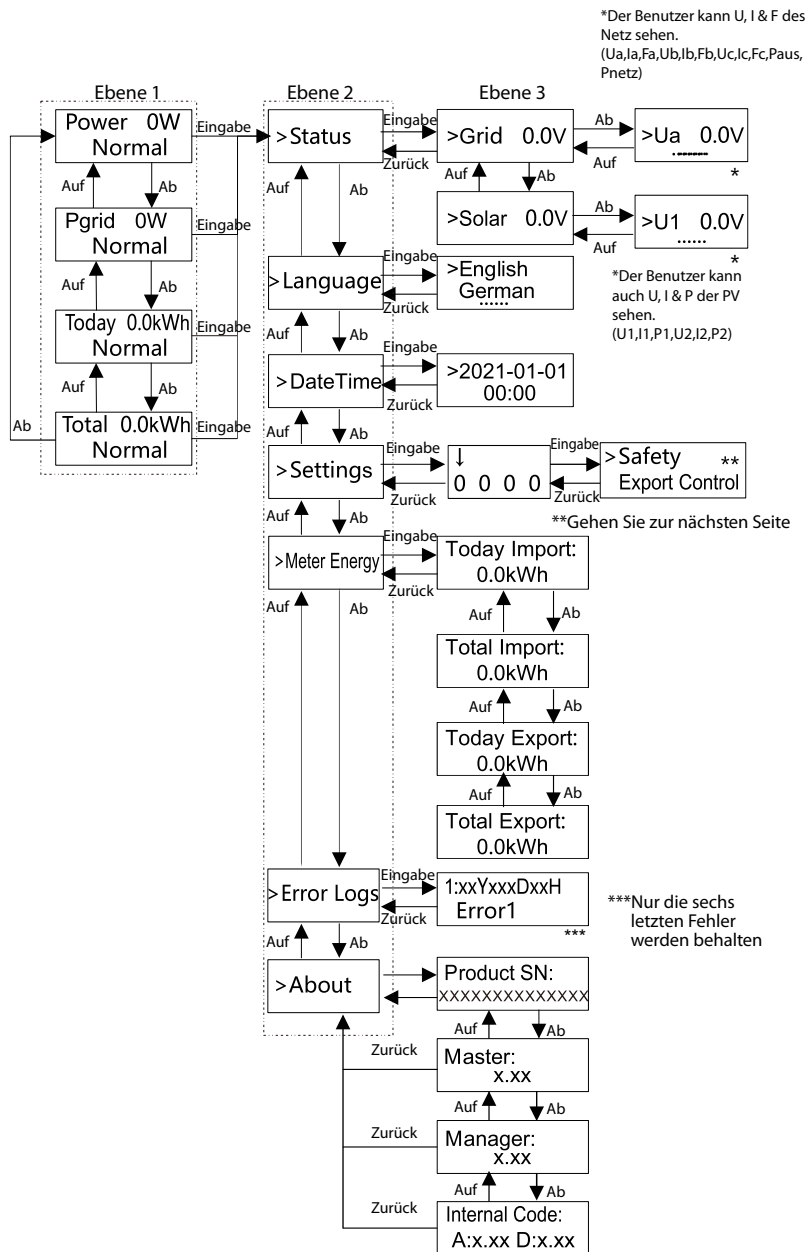 *Der Benutzer kann U, I & F des
Netz sehen.
(Ua,Ia,Fa,Ub,Ib,Fb,Uc,Ic,Fc,Paus,
Pnetz)
Ebene 1
Ebene 2
Ebene 3
Power 0W
Normal
Eingabe
>Status
Eingabe
Zurück
>Grid 0.0V
Ab
Auf
>Ua 0.0V
*
Auf
Ab
Auf
Ab
Auf
Ab
Pgrid 0W
Normal
Eingabe
>Solar 0.0V
Ab
Auf
>U1 0.0V
......
*
*Der Benutzer kann
auch U, I & P der PV
sehen.
(U1,I1,P1,U2,I2,P2)
Auf
Ab
>Language
Eingabe
Zurück
>English
German
......
Today 0.0kWh
Normal
Eingabe
Auf
Ab
Auf
Ab
>DateTime
Eingabe
Zurück
>2021-01-01
00:00
Ab
Total 0.0kWh
Normal
Eingabe
Auf
Ab
>Settings
Eingabe
Zurück
↓
0 0 0 0
Eingabe
Zurück
>Safety **
Export Control
**Gehen Sie zur nächsten Seite
Auf
Ab
>Meter Energy
Eingabe
Zurück
Today Import:
0.0kWh
Auf
Ab
Auf
Ab
Total Import:
0.0kWh
Auf
Ab
Today Export:
0.0kWh
Auf
Ab
Total Export:
0.0kWh
>Error Logs
Eingabe
Zurück
1:xxYxxxDxxH
Error1
***
***Nur die sechs
letzten Fehler
werden behalten
Auf
Ab
>About
Product SN:
XXXXXXXXXXXXXX
Auf
Ab
Zurück
Master:
x.xx
Auf
Ab
Zurück
Manager:
x.xx
Auf
Ab
Zurück
Internal Code:
A:x.xx D:x.xx